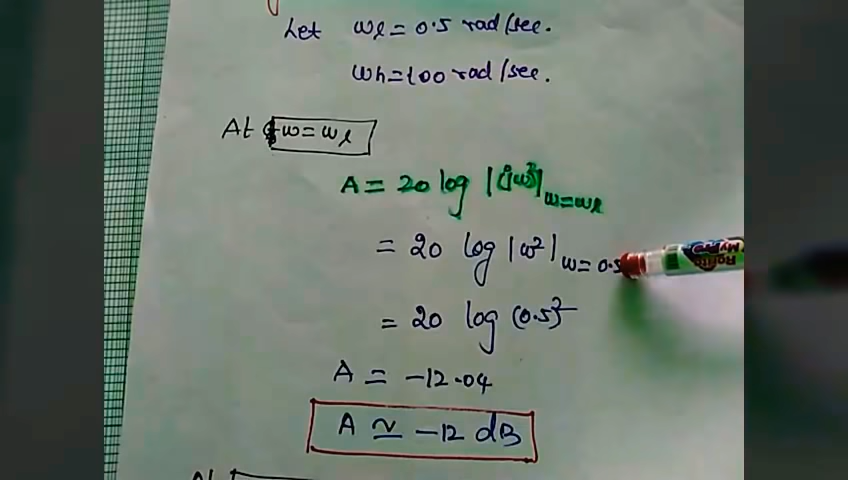 Let ωl = 0.5 rad/sec.
ωh = 100 rad/sec.
At ω = ωl
A = 20 log |(jω)²| ω=ωl
= 20 log |ω²| ω = 0.5
= 20 log (0.5)²
A = -12.04
A ≃ -12 dB
At